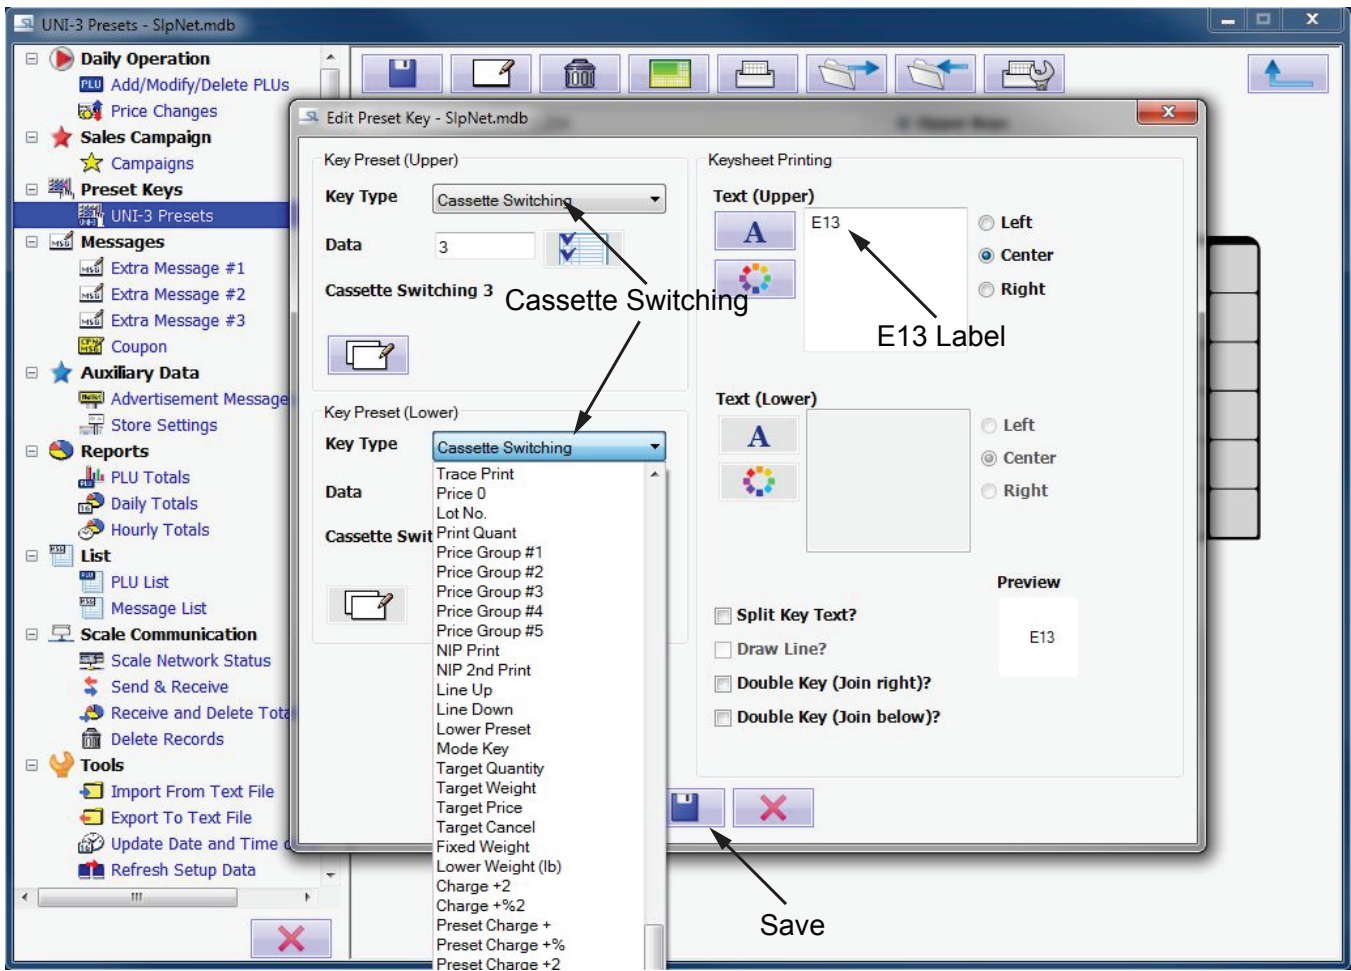 UNI-3 Presets - SlpNet.mdb
Daily Operation
Add/Modify/Delete PLUs
Price Changes
Sales Campaign
Campaigns
Preset Keys
UNI-3 Presets
Messages
Extra Message #1
Extra Message #2
Extra Message #3
Coupon
Auxiliary Data
Advertisement Message
Store Settings
Reports
PLU Totals
Daily Totals
Hourly Totals
List
PLU List
Message List
Scale Communication
Scale Network Status
Send & Receive
Receive and Delete Tota
Delete Records
Tools
Import From Text File
Export To Text File
Update Date and Time
Refresh Setup Data
Edit Preset Key - SlpNet.mdb
Key Preset (Upper)
Key Type
Cassette Switching
Data
3
Cassette Switching 3
Cassette Switching
Key Preset (Lower)
Key Type
Cassette Switching
Data
Cassette Swit
Trace Print
Price 0
Lot No.
Print Quant
Price Group #1
Price Group #2
Price Group #3
Price Group #4
Price Group #5
NIP Print
NIP 2nd Print
Line Up
Line Down
Lower Preset
Mode Key
Target Quantity
Target Weight
Target Price
Target Cancel
Fixed Weight
Lower Weight (lb)
Charge +2
Charge +%2
Preset Charge +
Preset Charge +%
Preset Charge +2
Keysheet Printing
Text (Upper)
A
E13
Left
Center
Right
E13 Label
Text (Lower)
A
Left
Center
Right
Preview
E13
Split Key Text?
Draw Line?
Double Key (Join right)?
Double Key (Join below)?
Save